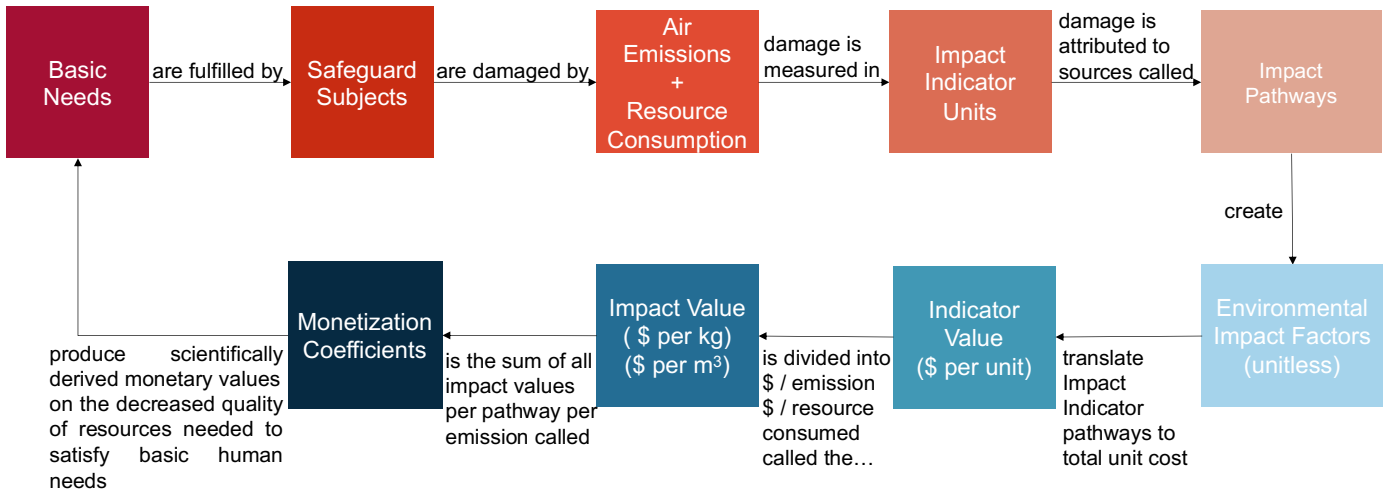 Basic
Needs
are fulfilled by
Safeguard
Subjects
are damaged by
Air
Emissions
+
Resource
Consumption
damage is
measured in
Impact
Indicator
Units
damage is
attributed to
sources called
Impact
Pathways
create
Environmental
Impact Factors
(unitless)
translate
Impact
Indicator
pathways to
total unit cost
Indicator
Value
($ per unit)
is divided into
$ / emission
$ / resource
consumed
called the…
Impact Value
( $ per kg)
($ per m³)
is the sum of all
impact values
per pathway per
emission called
Monetization
Coefficients
produce scientifically
derived monetary values
on the decreased quality
of resources needed to
satisfy basic human
needs